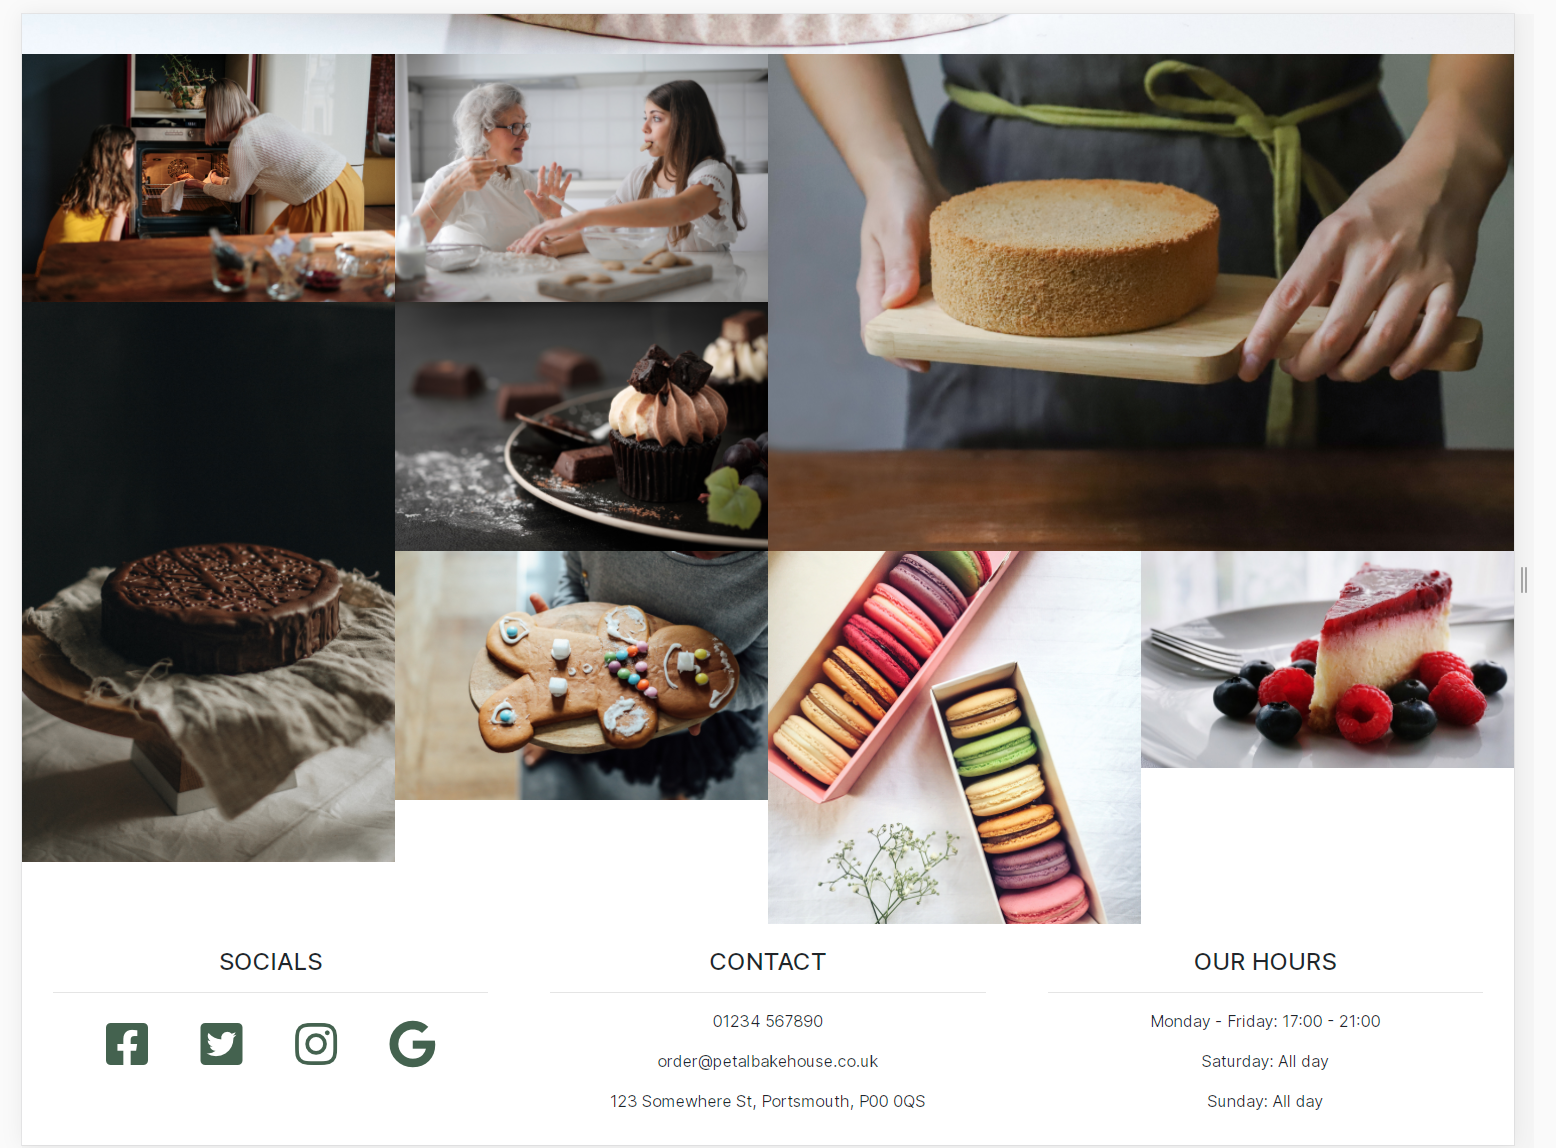 SOCIALS
CONTACT
01234 567890
order@petalbakehouse.co.uk
123 Somewhere St, Portsmouth, P00 0QS
OUR HOURS
Monday - Friday: 17:00 - 21:00
Saturday: All day
Sunday: All day